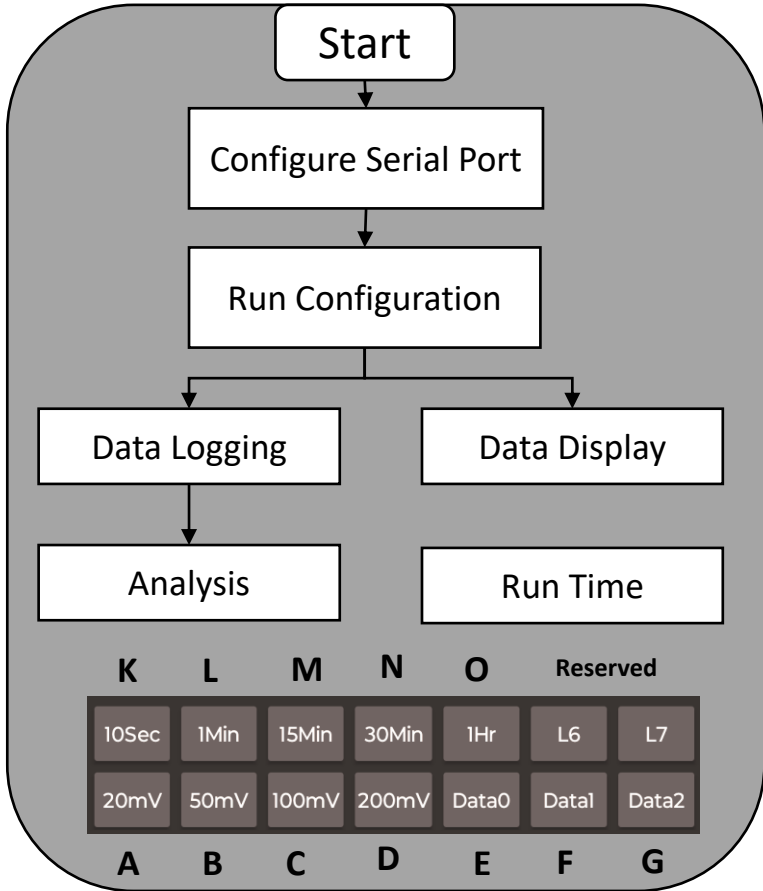 Start
Configure Serial Port
Run Configuration
Data Logging Data Display
Analysis Run Time
K L M N O Reserved
10Sec 1Min 15Min 30Min 1Hr L6 L7
20mV 50mV 100mV 200mV Data0 Data1 Data2
A B C D E F G